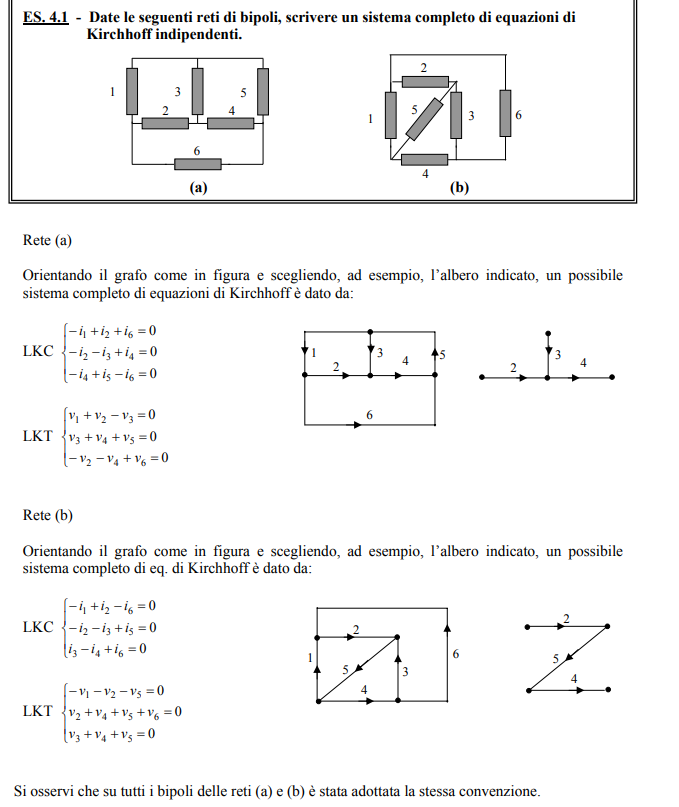 ES. 4.1 - Date le seguenti reti di bipoli, scrivere un sistema completo di equazioni di
Kirchhoff indipendenti.
1 3 5
2 4
6
(a)
2
1 5 3 6
4
(b)
Rete (a)
Orientando il grafo come in figura e scegliendo, ad esempio, l'albero indicato, un possibile
sistema completo di equazioni di Kirchhoff è dato da:
LKC
-i₁ + i₂ + i₆ = 0
-i₂ - i₃ + i₄ = 0
-i₄ + i₅ - i₆ = 0
1 3 5
2 4
6
2 3 4
LKT
v₁ + v₂ - v₃ = 0
v₃ + v₄ + v₅ = 0
-v₂ - v₄ + v₆ = 0
Rete (b)
Orientando il grafo come in figura e scegliendo, ad esempio, l'albero indicato, un possibile
sistema completo di eq. di Kirchhoff è dato da:
LKC
-i₁ + i₂ - i₆ = 0
-i₂ - i₃ + i₅ = 0
i₃ - i₄ + i₆ = 0
2
1 5 3 6
4
2
5
4
LKT
-v₁ - v₂ - v₅ = 0
v₂ + v₄ + v₅ + v₆ = 0
v₃ + v₄ + v₅ = 0
Si osservi che su tutti i bipoli delle reti (a) e (b) è stata adottata la stessa convenzione.